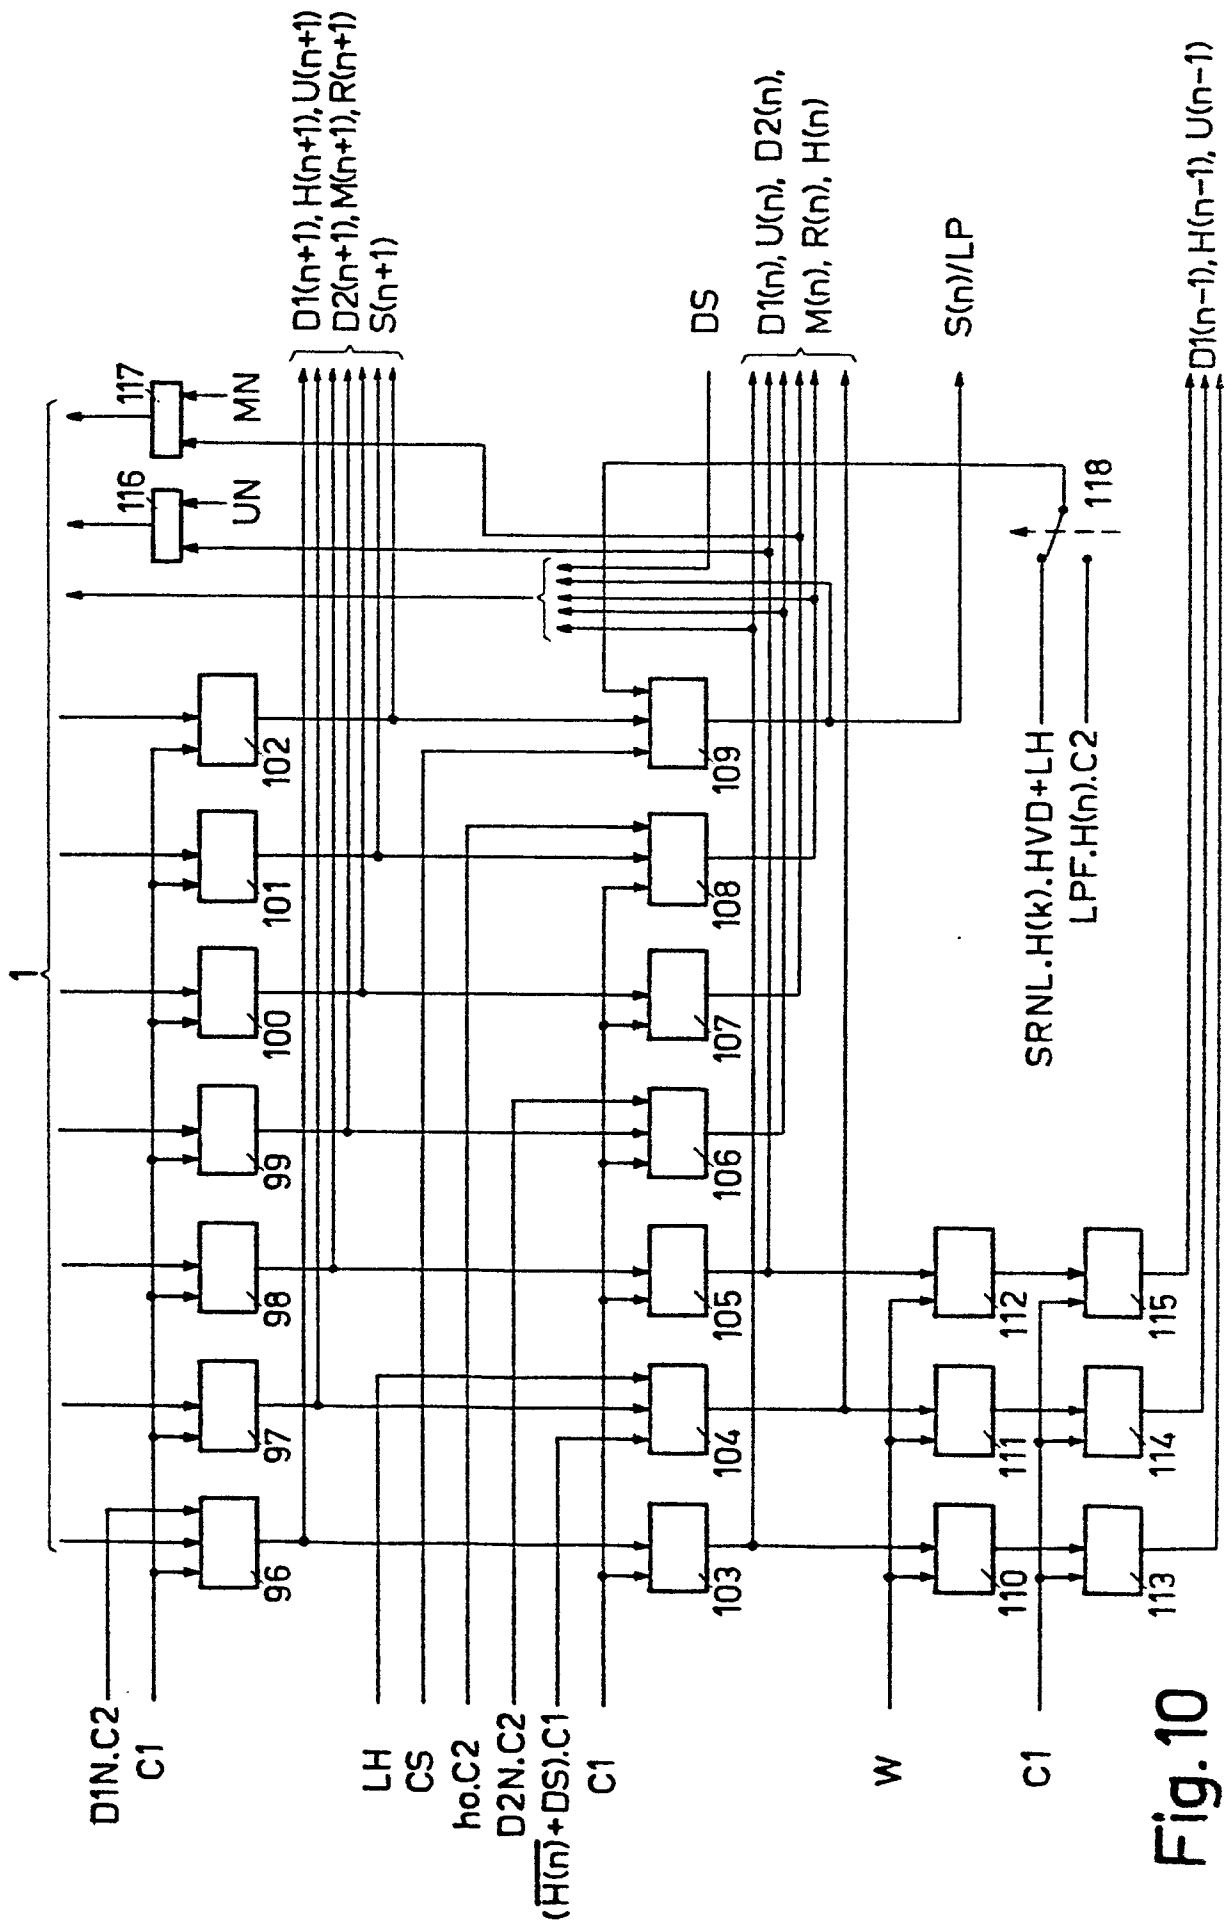 1
117
116
MN
UN
D1(n+1), H(n+1), U(n+1)
D2(n+1), M(n+1), R(n+1)
S(n+1)
D1N.C2
C1
96
97
98
99
100
101
102
LH
CS
ho.C2
D2N.C2
(H̅(̅n̅)̅+DS).C1
C1
103
104
105
106
107
108
109
DS
D1(n), U(n), D2(n),
M(n), R(n), H(n)
S(n)/LP
118
SRNL.H(k).HVD+LH
LPF.H(n).C2
W
110
111
112
C1
113
114
115
D1(n-1), H(n-1), U(n-1)
Fig. 10